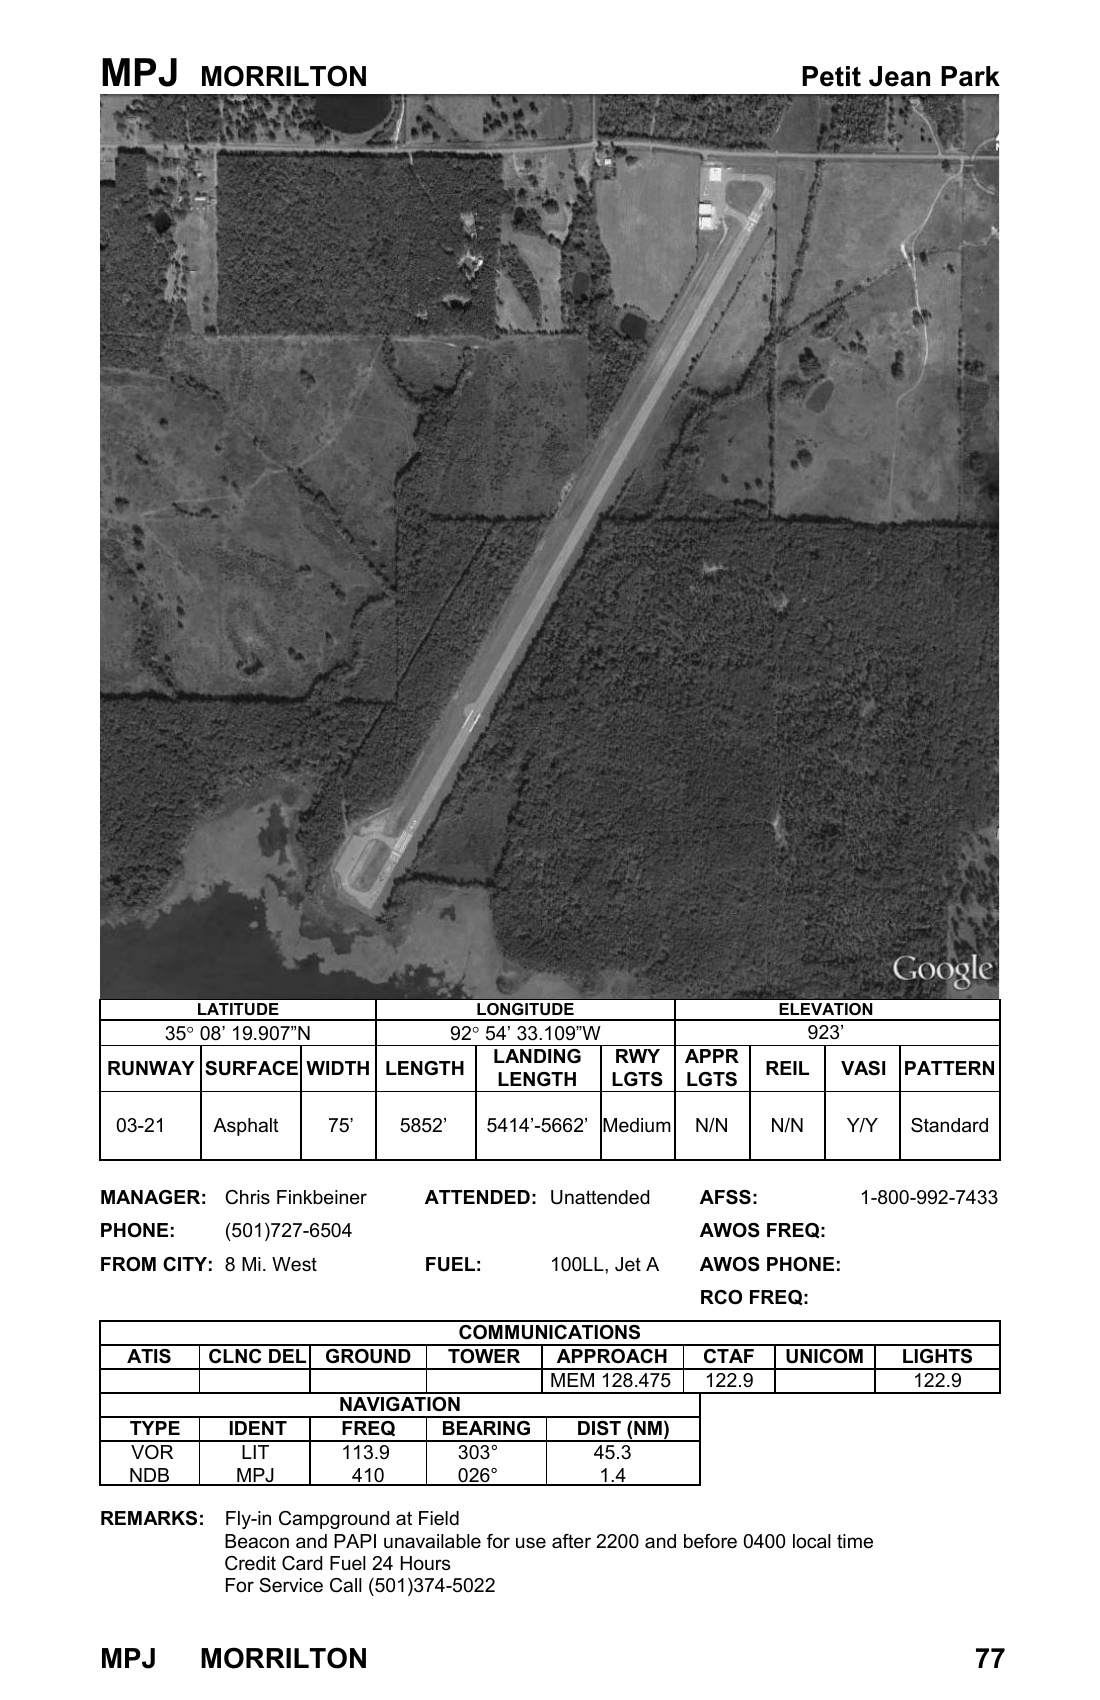 MPJ MORRILTON Petit Jean Park
Google
LATITUDE LONGITUDE ELEVATION
35° 08’ 19.907”N 92° 54’ 33.109”W 923’
RUNWAY SURFACE WIDTH LENGTH LANDING LENGTH RWY LGTS APPR LGTS REIL VASI PATTERN
03-21 Asphalt 75’ 5852’ 5414’-5662’ Medium N/N N/N Y/Y Standard
MANAGER: Chris Finkbeiner ATTENDED: Unattended AFSS: 1-800-992-7433
PHONE: (501)727-6504 AWOS FREQ:
FROM CITY: 8 Mi. West FUEL: 100LL, Jet A AWOS PHONE:
RCO FREQ:
COMMUNICATIONS
ATIS CLNC DEL GROUND TOWER APPROACH CTAF UNICOM LIGHTS
MEM 128.475 122.9 122.9
NAVIGATION
TYPE IDENT FREQ BEARING DIST (NM)
VOR LIT 113.9 303° 45.3
NDB MPJ 410 026° 1.4
REMARKS: Fly-in Campground at Field
Beacon and PAPI unavailable for use after 2200 and before 0400 local time
Credit Card Fuel 24 Hours
For Service Call (501)374-5022
MPJ MORRILTON 77